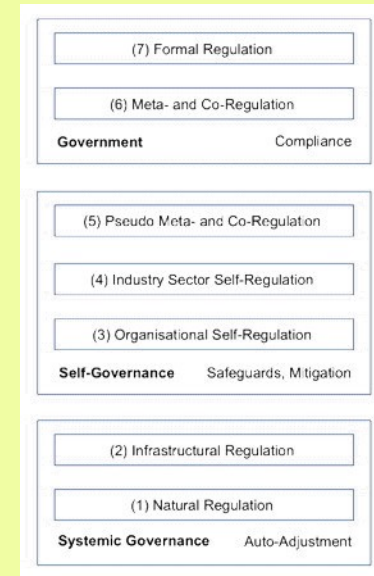 (7) Formal Regulation
(6) Meta- and Co-Regulation
Government Compliance
(5) Pseudo Meta- and Co-Regulation
(4) Industry Sector Self-Regulation
(3) Organisational Self-Regulation
Self-Governance Safeguards, Mitigation
(2) Infrastructural Regulation
(1) Natural Regulation
Systemic Governance Auto-Adjustment